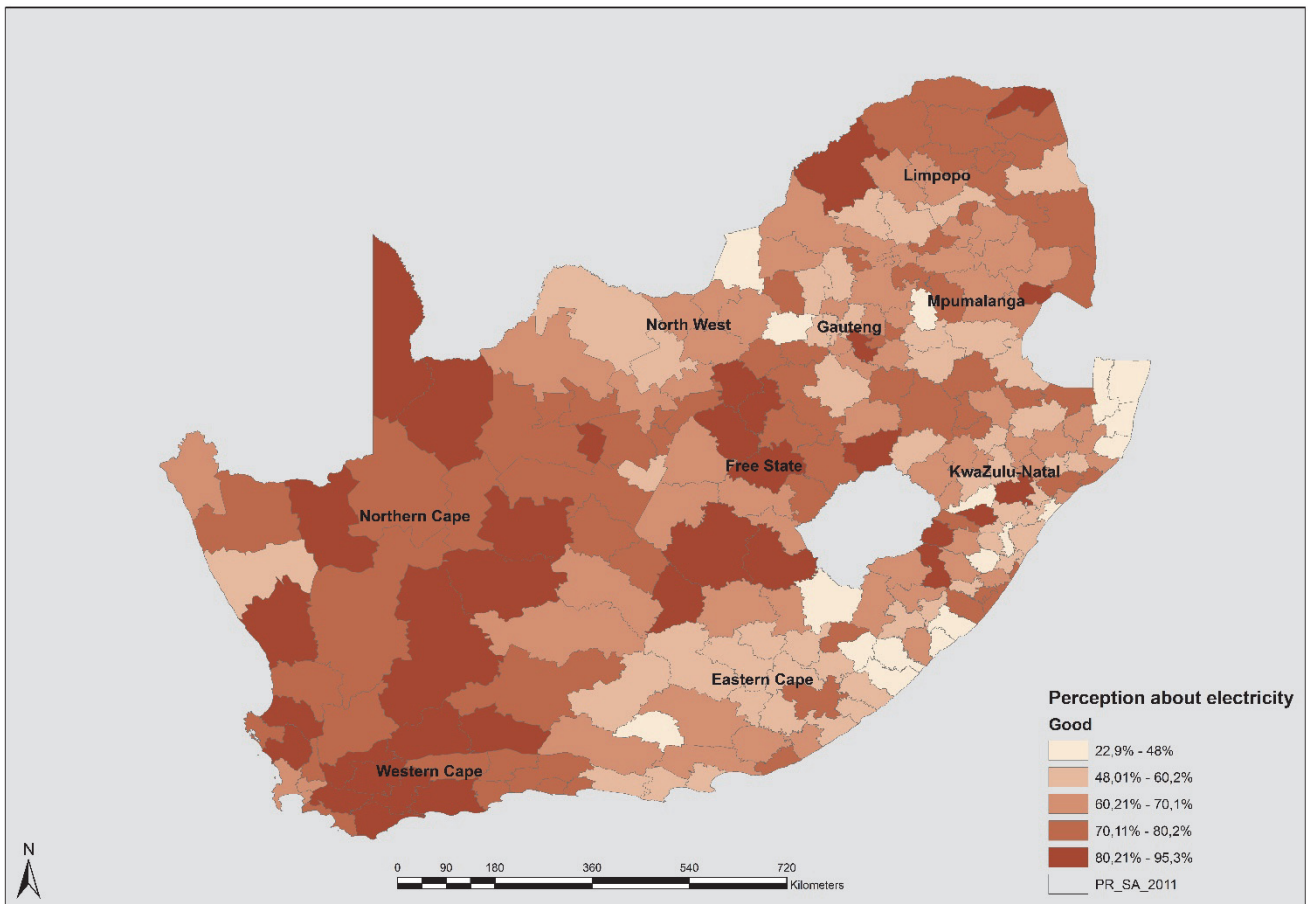 Limpopo
Mpumalanga
North West
Gauteng
Free State
KwaZulu-Natal
Northern Cape
Eastern Cape
Western Cape
Perception about electricity
Good
22,9% - 48%
48,01% - 60,2%
60,21% - 70,1%
70,11% - 80,2%
80,21% - 95,3%
PR_SA_2011
N
0 90 180 360 540 720
Kilometers